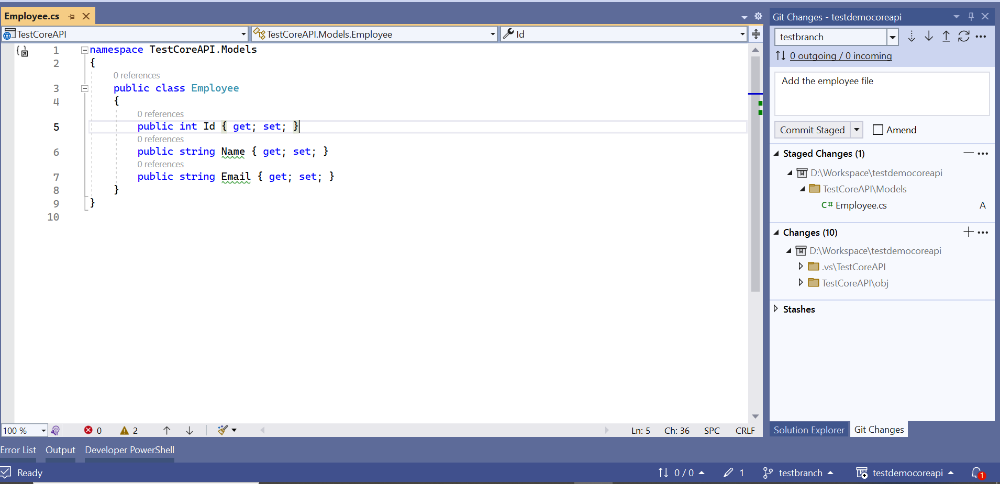 Employee.cs
TestCoreAPI
TestCoreAPI.Models.Employee
Id
1 namespace TestCoreAPI.Models
2 {
0 references
3 public class Employee
4 {
0 references
5 public int Id { get; set; }
0 references
6 public string Name { get; set; }
0 references
7 public string Email { get; set; }
8 }
9 }
10
100 %
0
2
Ln: 5 Ch: 36 SPC CRLF
Git Changes - testdemocoreapi
testbranch
0 outgoing / 0 incoming
Add the employee file
Commit Staged
Amend
Staged Changes (1)
D:\Workspace\testdemocoreapi
TestCoreAPI\Models
C# Employee.cs A
Changes (10)
D:\Workspace\testdemocoreapi
.vs\TestCoreAPI
TestCoreAPI\obj
Stashes
Solution Explorer Git Changes
Error List Output Developer PowerShell
Ready
0 / 0 1 testbranch testdemocoreapi 1